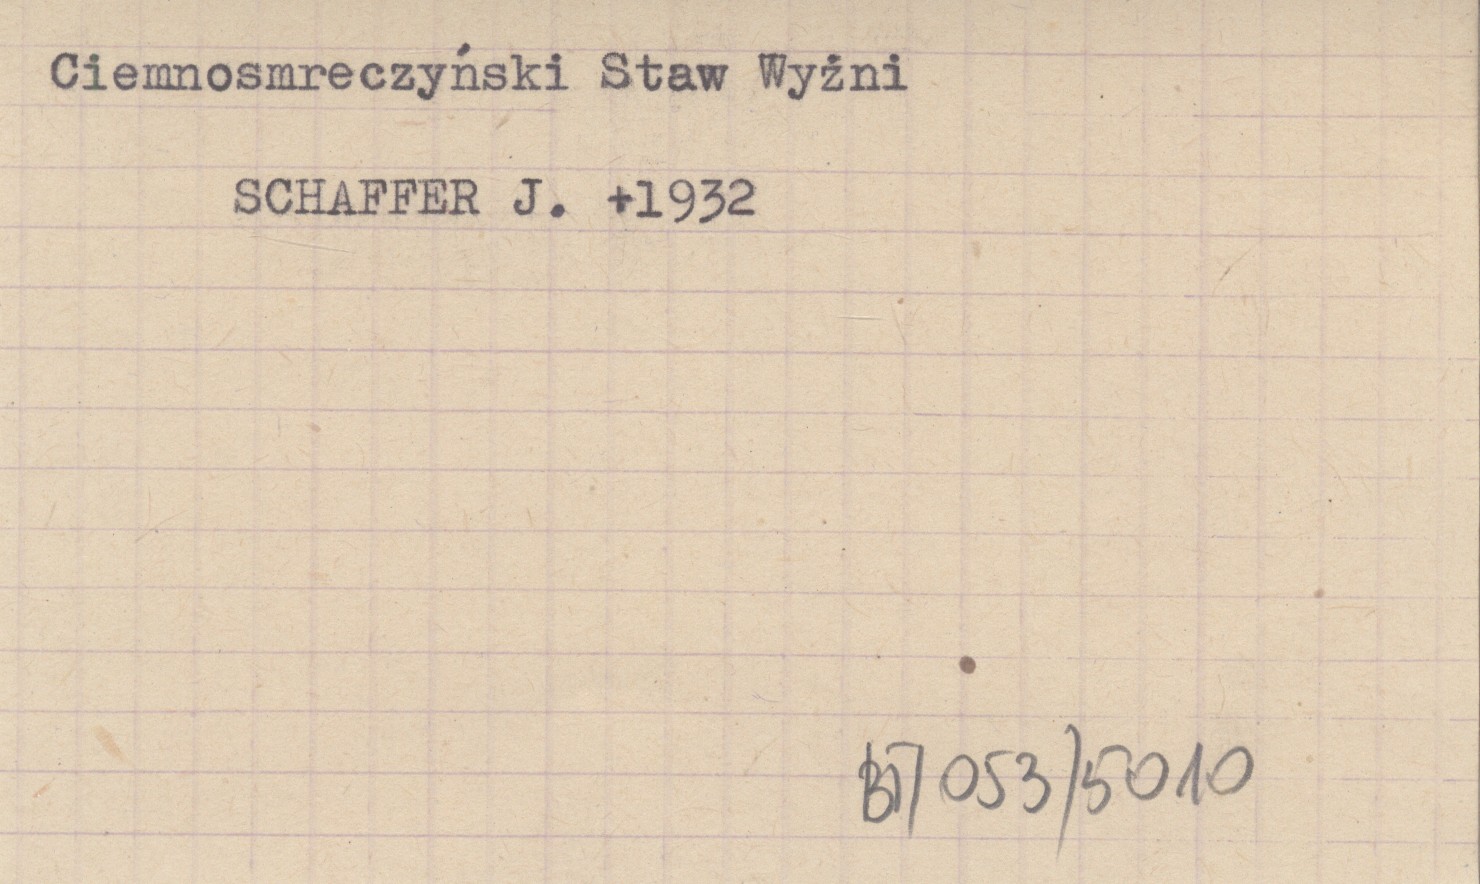 Ciemnosmreczyński Staw Wyżni
SCHAFFER J. +1932
BT/053/5010